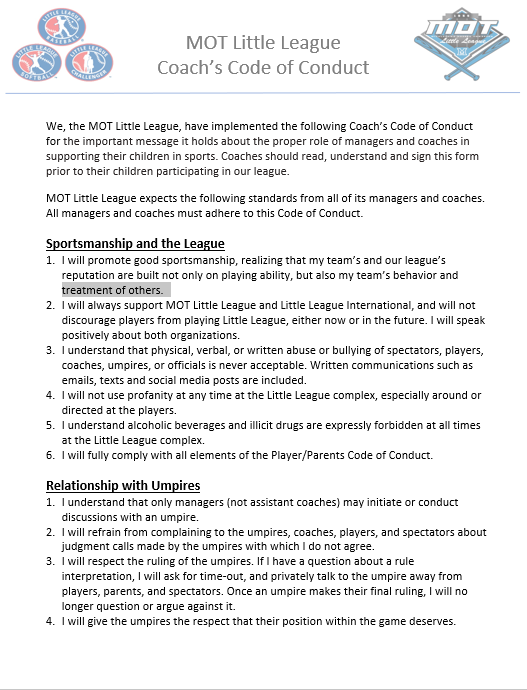 MOT Little League
Coach's Code of Conduct
LITTLE LEAGUE
BASEBALL
LITTLE LEAGUE
SOFTBALL
LITTLE LEAGUE
CHALLENGER
MOT
Little League
We, the MOT Little League, have implemented the following Coach's Code of Conduct
for the important message it holds about the proper role of managers and coaches in
supporting their children in sports. Coaches should read, understand and sign this form
prior to their children participating in our league.
MOT Little League expects the following standards from all of its managers and coaches.
All managers and coaches must adhere to this Code of Conduct.
Sportsmanship and the League
1. I will promote good sportsmanship, realizing that my team's and our league's
reputation are built not only on playing ability, but also my team's behavior and
treatment of others.
2. I will always support MOT Little League and Little League International, and will not
discourage players from playing Little League, either now or in the future. I will speak
positively about both organizations.
3. I understand that physical, verbal, or written abuse or bullying of spectators, players,
coaches, umpires, or officials is never acceptable. Written communications such as
emails, texts and social media posts are included.
4. I will not use profanity at any time at the Little League complex, especially around or
directed at the players.
5. I understand alcoholic beverages and illicit drugs are expressly forbidden at all times
at the Little League complex.
6. I will fully comply with all elements of the Player/Parents Code of Conduct.
Relationship with Umpires
1. I understand that only managers (not assistant coaches) may initiate or conduct
discussions with an umpire.
2. I will refrain from complaining to the umpires, coaches, players, and spectators about
judgment calls made by the umpires with which I do not agree.
3. I will respect the ruling of the umpires. If I have a question about a rule
interpretation, I will ask for time-out, and privately talk to the umpire away from
players, parents, and spectators. Once an umpire makes their final ruling, I will no
longer question or argue against it.
4. I will give the umpires the respect that their position within the game deserves.